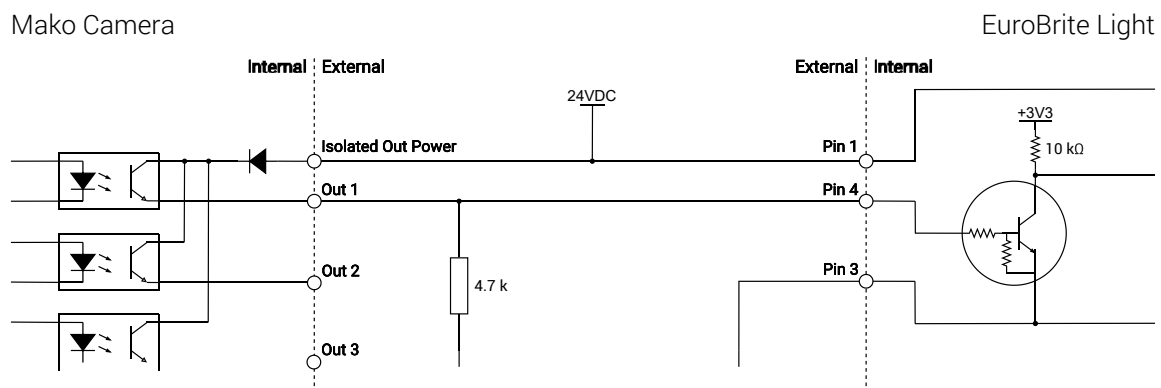 Mako Camera
EuroBrite Light
Internal External
External Internal
24VDC
+3V3
10 kΩ
Isolated Out Power
Pin 1
Out 1
Pin 4
Out 2
Pin 3
4.7 k
Out 3